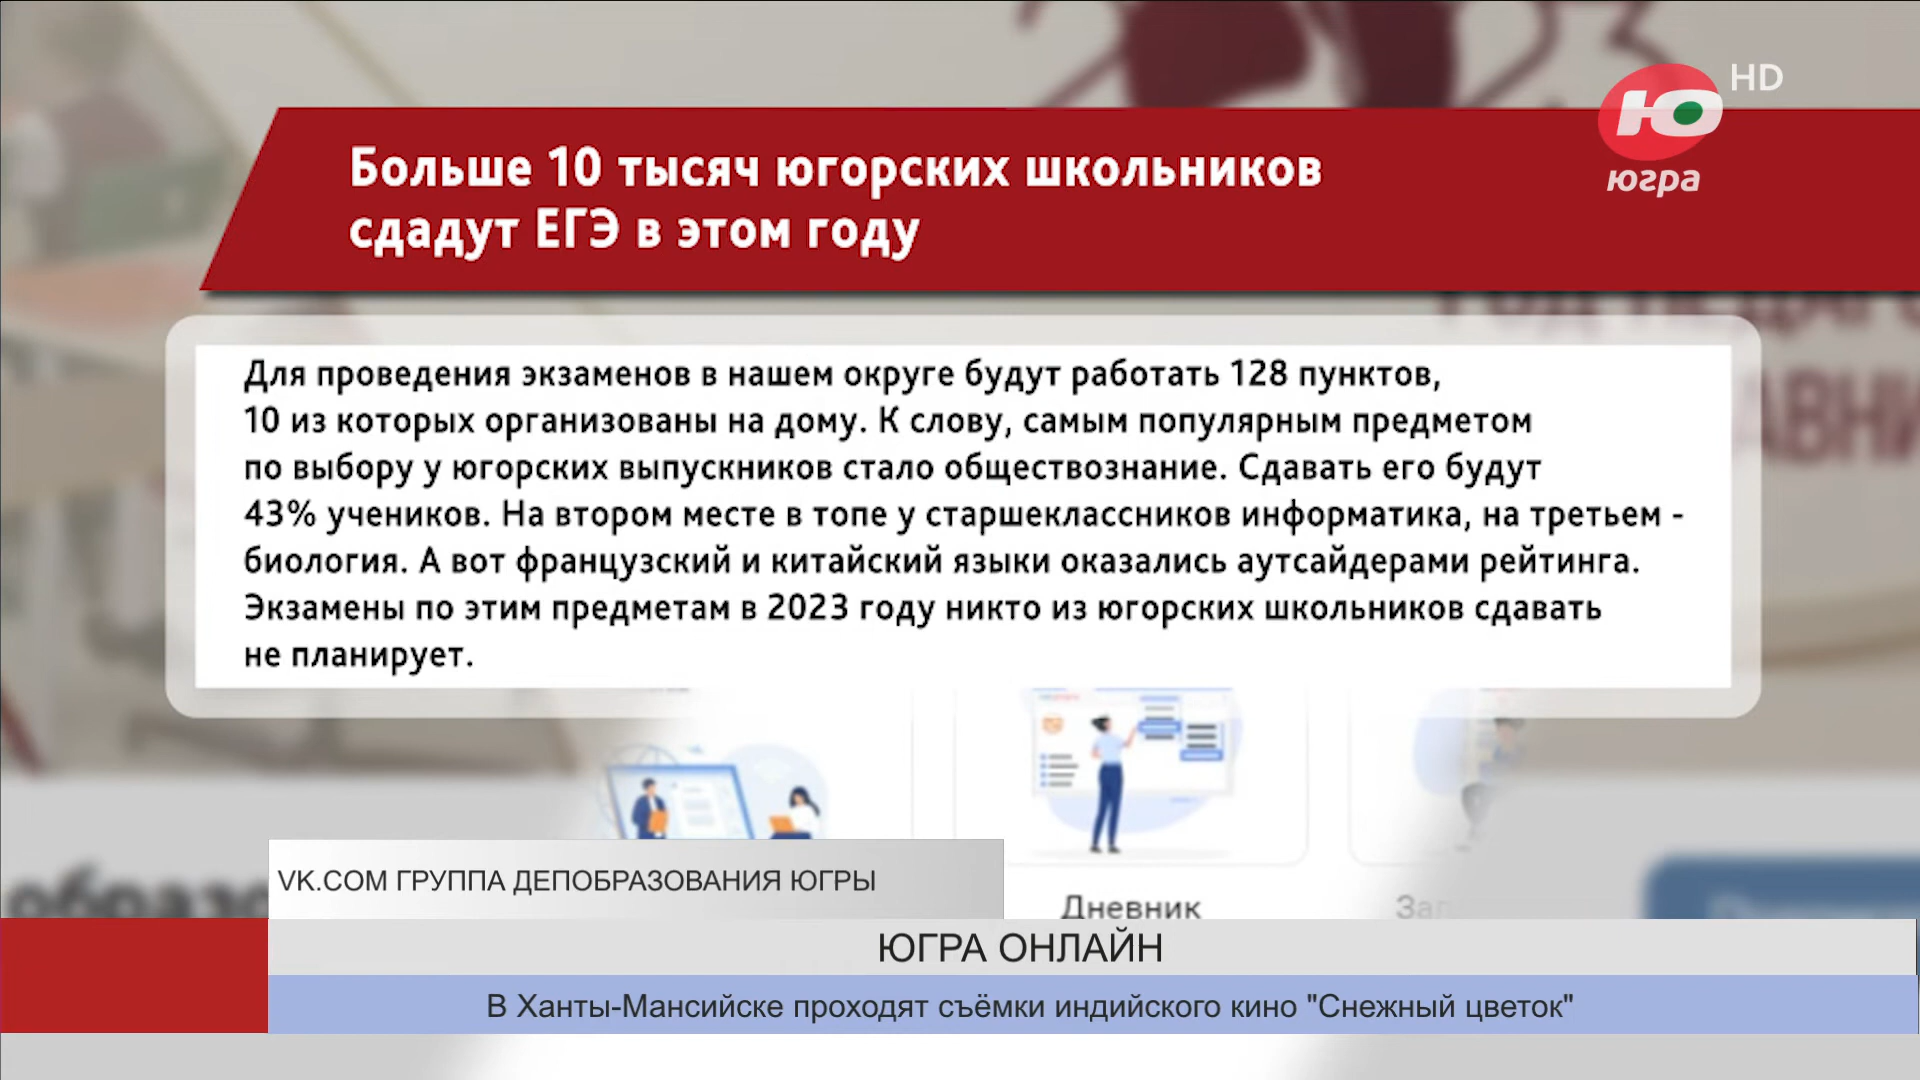 HD
Ю
югра
Больше 10 тысяч югорских школьников
сдадут ЕГЭ в этом году
Для проведения экзаменов в нашем округе будут работать 128 пунктов,
10 из которых организованы на дому. К слову, самым популярным предметом
по выбору у югорских выпускников стало обществознание. Сдавать его будут
43% учеников. На втором месте в топе у старшеклассников информатика, на третьем -
биология. А вот французский и китайский языки оказались аутсайдерами рейтинга.
Экзамены по этим предметам в 2023 году никто из югорских школьников сдавать
не планирует.
VK.COM ГРУППА ДЕПОБРАЗОВАНИЯ ЮГРЫ
Дневник
ЮГРА ОНЛАЙН
В Ханты-Мансийске проходят съёмки индийского кино "Снежный цветок"